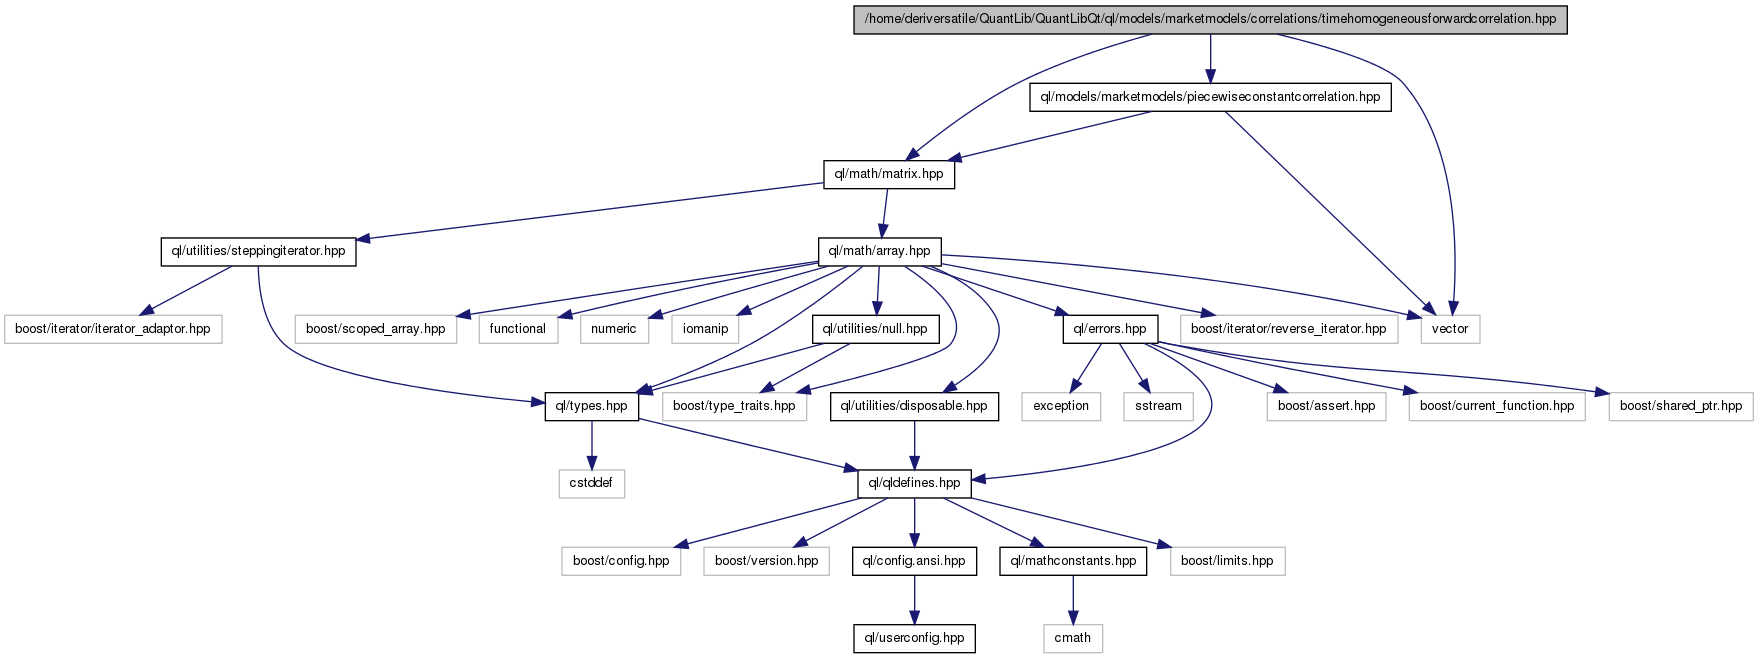 /home/deriversatile/QuantLib/QuantLibQt/ql/models/marketmodels/correlations/timehomogeneousforwardcorrelation.hpp
ql/models/marketmodels/piecewiseconstantcorrelation.hpp
ql/math/matrix.hpp
ql/utilities/steppingiterator.hpp
ql/math/array.hpp
boost/iterator/iterator_adaptor.hpp
boost/scoped_array.hpp
functional
numeric
iomanip
ql/utilities/null.hpp
ql/errors.hpp
boost/iterator/reverse_iterator.hpp
vector
ql/types.hpp
boost/type_traits.hpp
ql/utilities/disposable.hpp
exception
sstream
boost/assert.hpp
boost/current_function.hpp
boost/shared_ptr.hpp
cstddef
ql/qldefines.hpp
boost/config.hpp
boost/version.hpp
ql/config.ansi.hpp
ql/mathconstants.hpp
boost/limits.hpp
ql/userconfig.hpp
cmath